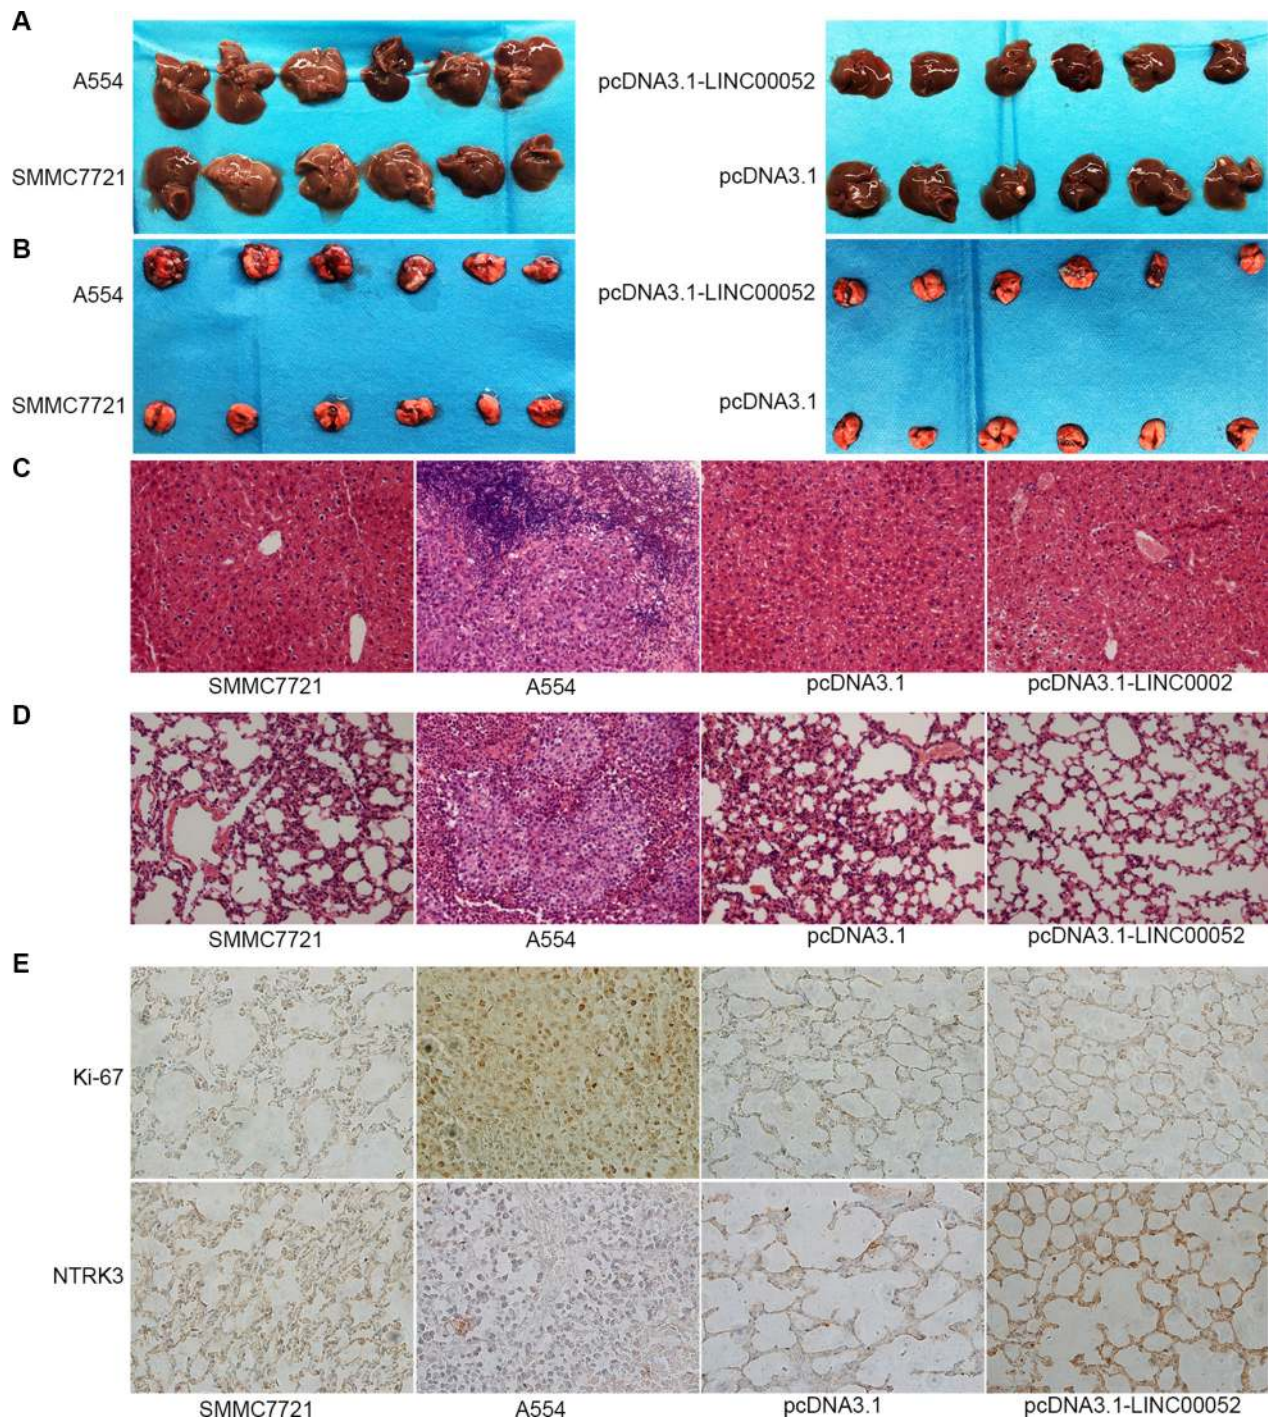 A
A554
pcDNA3.1-LINC00052
SMMC7721
pcDNA3.1
B
A554
pcDNA3.1-LINC00052
SMMC7721
pcDNA3.1
C
SMMC7721
A554
pcDNA3.1
pcDNA3.1-LINC0002
D
SMMC7721
A554
pcDNA3.1
pcDNA3.1-LINC00052
E
Ki-67
NTRK3
SMMC7721
A554
pcDNA3.1
pcDNA3.1-LINC00052